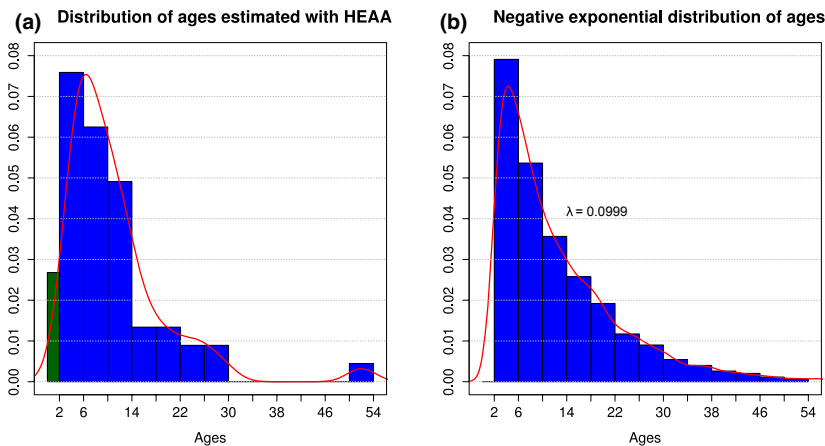 (a) Distribution of ages estimated with HEAA
0.08
0.07
0.06
0.05
0.04
0.03
0.02
0.01
0.00
2 6 14 22 30 38 46 54
Ages
(b) Negative exponential distribution of ages
0.08
0.07
0.06
0.05
0.04
0.03
0.02
0.01
0.00
λ = 0.0999
2 6 14 22 30 38 46 54
Ages